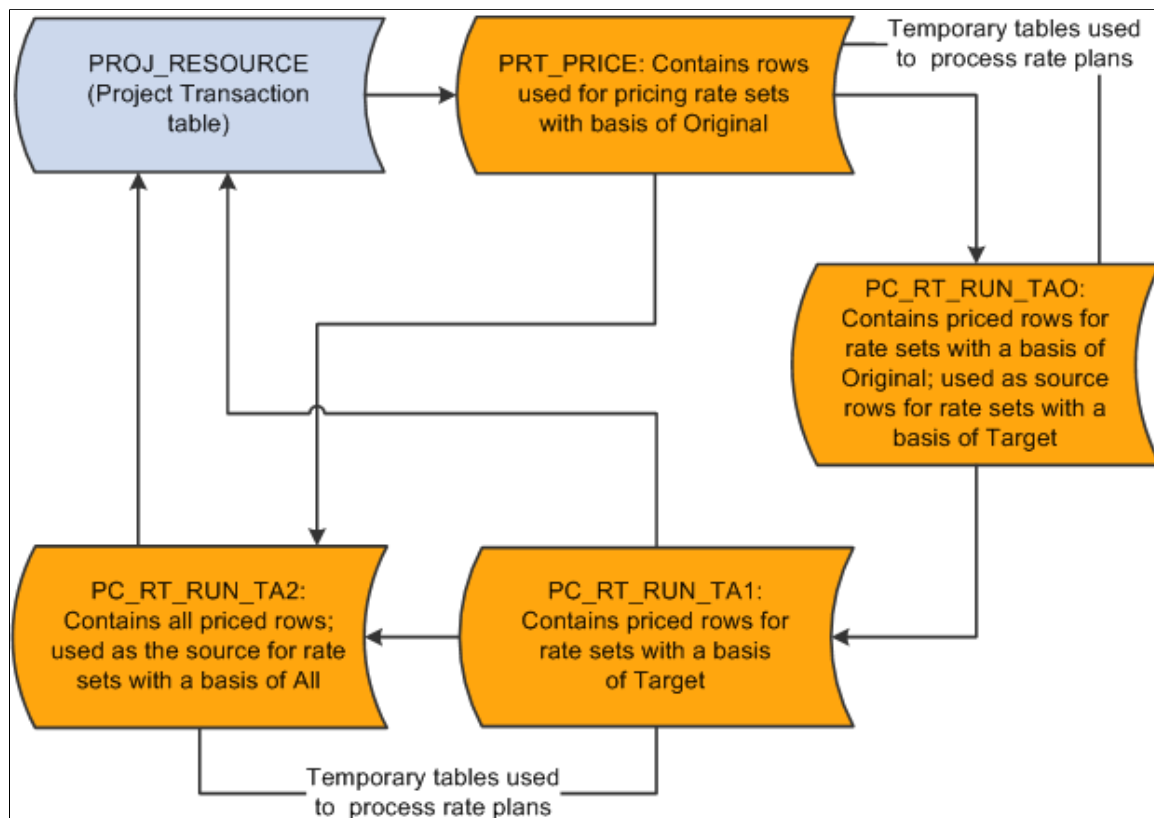 PROJ_RESOURCE
(Project Transaction
table)
PRT_PRICE: Contains rows
used for pricing rate sets
with basis of Original
Temporary tables used
to process rate plans
PC_RT_RUN_TAO:
Contains priced rows for
rate sets with a basis of
Original; used as source
rows for rate sets with a
basis of Target
PC_RT_RUN_TA2:
Contains all priced rows;
used as the source for rate
sets with a basis of All
PC_RT_RUN_TA1:
Contains priced rows for
rate sets with a basis
of Target
Temporary tables used
to process rate plans